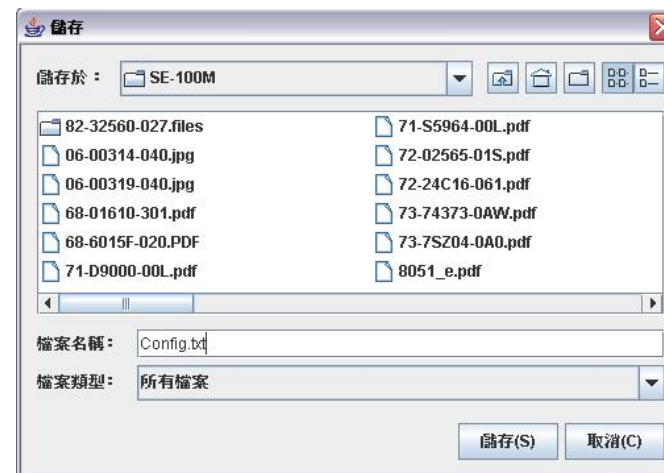 儲存
儲存於： SE-100M
82-32560-027.files
06-00314-040.jpg
06-00319-040.jpg
68-01610-301.pdf
68-6015F-020.PDF
71-D9000-00L.pdf
71-S5964-00L.pdf
72-02565-01S.pdf
72-24C16-061.pdf
73-74373-0AW.pdf
73-7SZ04-0A0.pdf
8051_e.pdf
檔案名稱： Config.txt
檔案類型： 所有檔案
儲存(S) 取消(C)